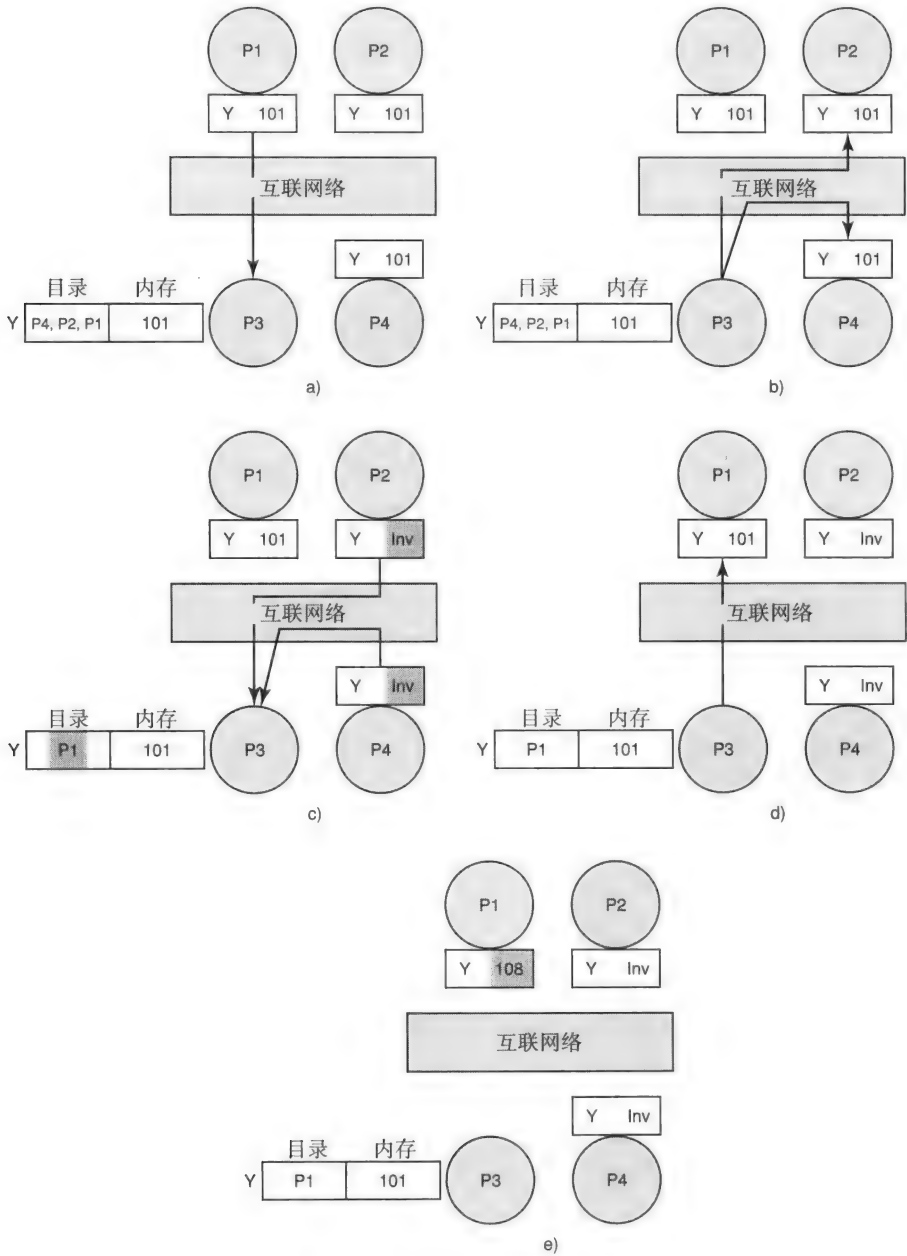 P1 P2
Y 101 Y 101
互联网络
Y 101
目录 内存
Y P4, P2, P1 101 P3 P4
a)
P1 P2
Y 101 Y 101
互联网络
Y 101
目录 内存
Y P4, P2, P1 101 P3 P4
b)
P1 P2
Y 101 Y Inv
互联网络
Y Inv
目录 内存
Y P1 101 P3 P4
c)
P1 P2
Y 101 Y Inv
互联网络
Y Inv
目录 内存
Y P1 101 P3 P4
d)
P1 P2
Y 108 Y Inv
互联网络
Y Inv
目录 内存
Y P1 101 P3 P4
e)